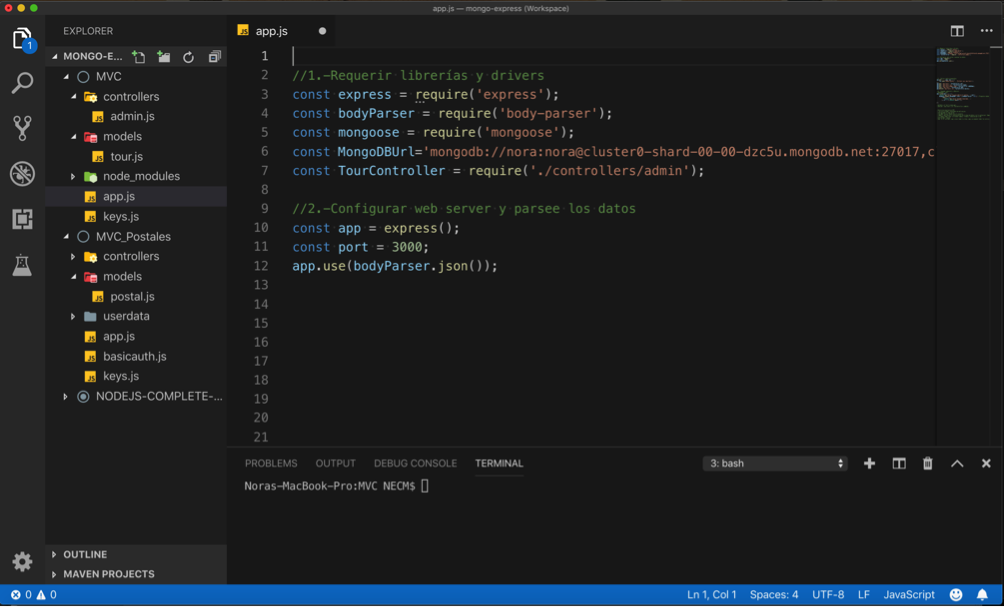 app.js — mongo-express (Workspace)
EXPLORER
MONGO-E...
MVC
controllers
admin.js
models
tour.js
node_modules
app.js
keys.js
MVC_Postales
controllers
models
postal.js
userdata
app.js
basicauth.js
keys.js
NODEJS-COMPLETE-...
OUTLINE
MAVEN PROJECTS
1
app.js
1
2 //1.-Requerir librerías y drivers
3 const express = require('express');
4 const bodyParser = require('body-parser');
5 const mongoose = require('mongoose');
6 const MongoDBUrl='mongodb://nora:nora@cluster0-shard-00-00-dzc5u.mongodb.net:27017,c
7 const TourController = require('./controllers/admin');
8
9 //2.-Configurar web server y parsee los datos
10 const app = express();
11 const port = 3000;
12 app.use(bodyParser.json());
13
14
15
16
17
18
19
20
21
PROBLEMS OUTPUT DEBUG CONSOLE TERMINAL 3: bash
Noras-MacBook-Pro:MVC NECM$
0 0 Ln 1, Col 1 Spaces: 4 UTF-8 LF JavaScript